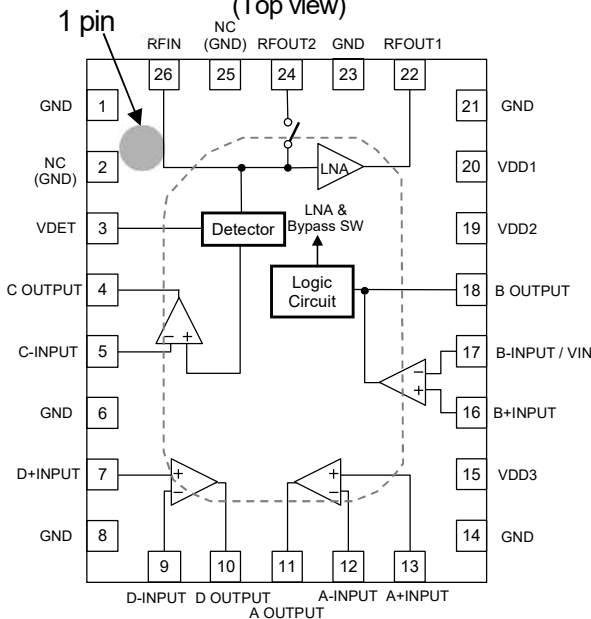 (Top view)
1 pin
NC
(GND)
RFIN
RFOUT2
GND
RFOUT1
26
25
24
23
22
GND
1
21
GND
NC
(GND)
2
LNA
20
VDD1
VDET
3
Detector
LNA &
Bypass SW
19
VDD2
C OUTPUT
4
Logic
Circuit
18
B OUTPUT
C-INPUT
5
− +
−
+
17
B-INPUT / VIN
GND
6
16
B+INPUT
D+INPUT
7
+
−
+
−
15
VDD3
GND
8
14
GND
9
10
11
12
13
D-INPUT
D OUTPUT
A OUTPUT
A-INPUT
A+INPUT